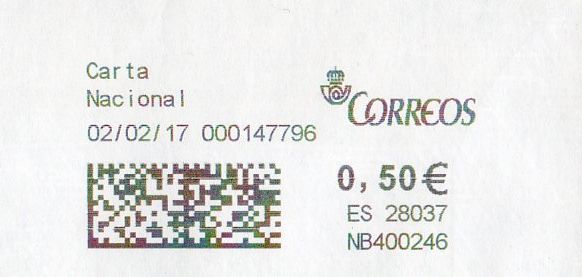 Carta
Nacional
02/02/17 000147796
CORREOS
0,50€
ES 28037
NB400246